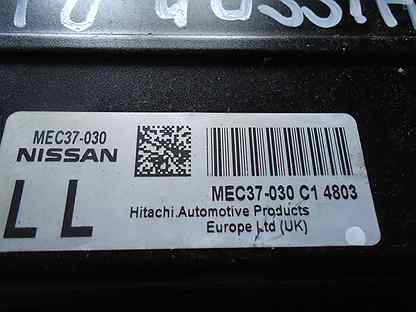 MEC37-030
NISSAN
LL
MEC37-030 C1 4803
Hitachi Automotive Products
Europe Ltd (UK)